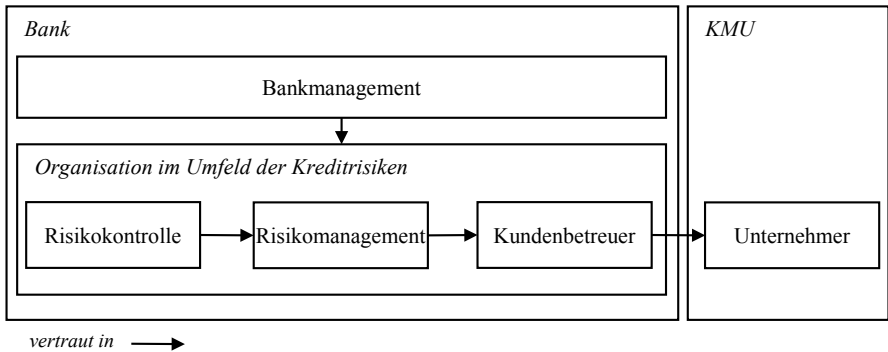 Bank
KMU
Bankmanagement
Organisation im Umfeld der Kreditrisiken
Risikokontrolle
Risikomanagement
Kundenbetreuer
Unternehmer
vertraut in